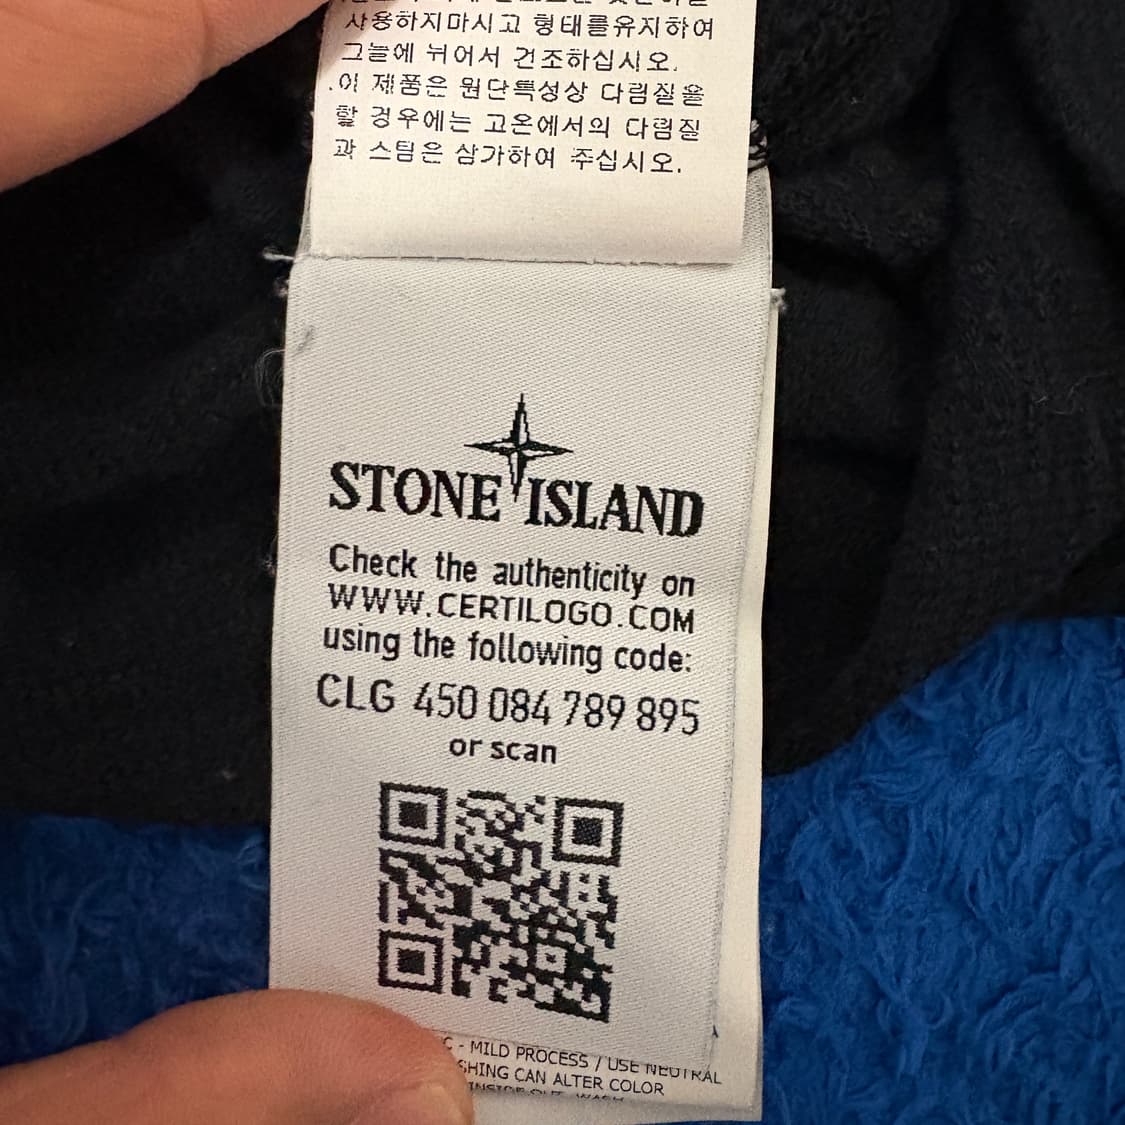 사용하지마시고 형태를유지하여
그늘에 뉘어서 건조하십시오.
.이 제품은 원단특성상 다림질을
할 경우에는 고온에서의 다림질
과 스팀은 삼가하여 주십시오.
STONE ISLAND
Check the authenticity on
WWW.CERTILOGO.COM
using the following code:
CLG 450 084 789 895
or scan
C - MILD PROCESS / USE NEUTRAL
SHING CAN ALTER COLOR